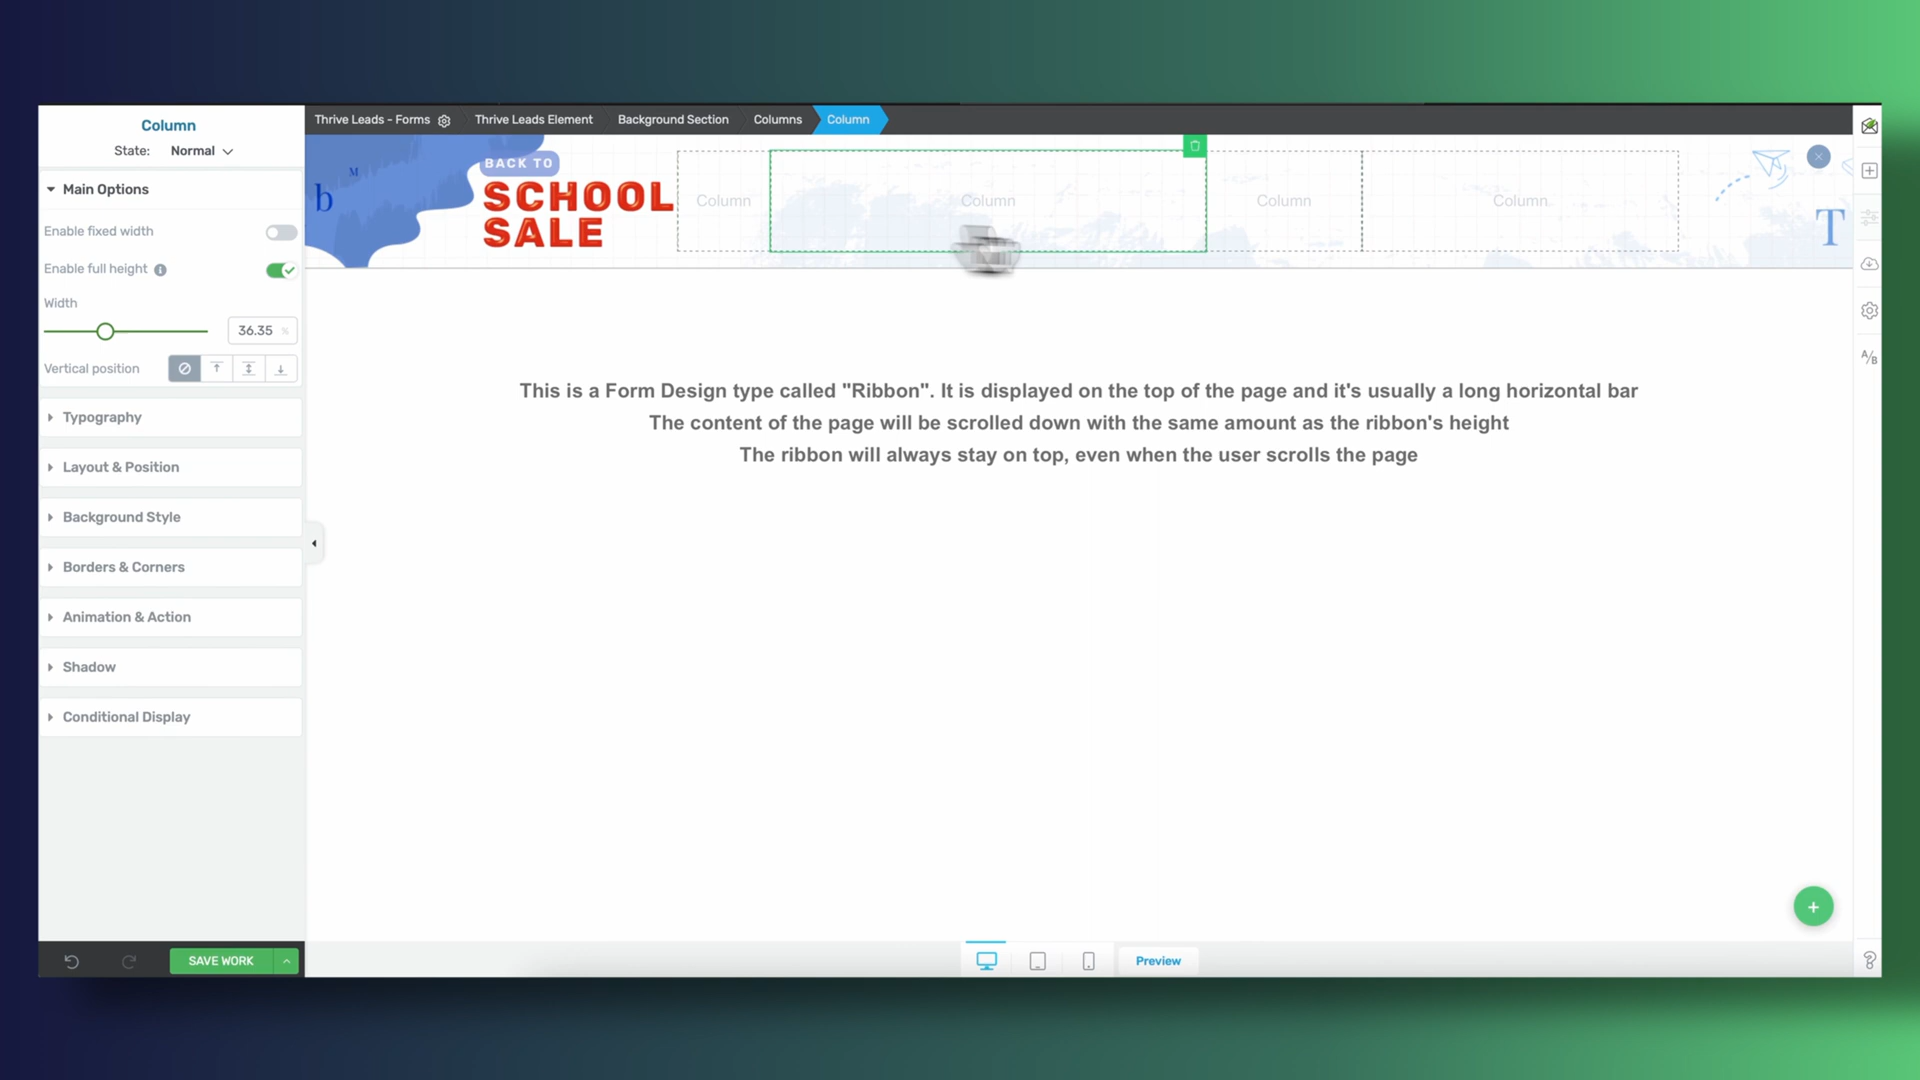 Column
State: Normal
Main Options
Enable fixed width
Enable full height
Width
36.35 %
Vertical position
Typography
Layout & Position
Background Style
Borders & Corners
Animation & Action
Shadow
Conditional Display
SAVE WORK
Thrive Leads - Forms Thrive Leads Element Background Section Columns Column
b M
BACK TO
SCHOOL
SALE
Column Column Column Column
T
This is a Form Design type called "Ribbon". It is displayed on the top of the page and it's usually a long horizontal bar
The content of the page will be scrolled down with the same amount as the ribbon's height
The ribbon will always stay on top, even when the user scrolls the page
Preview
A/B